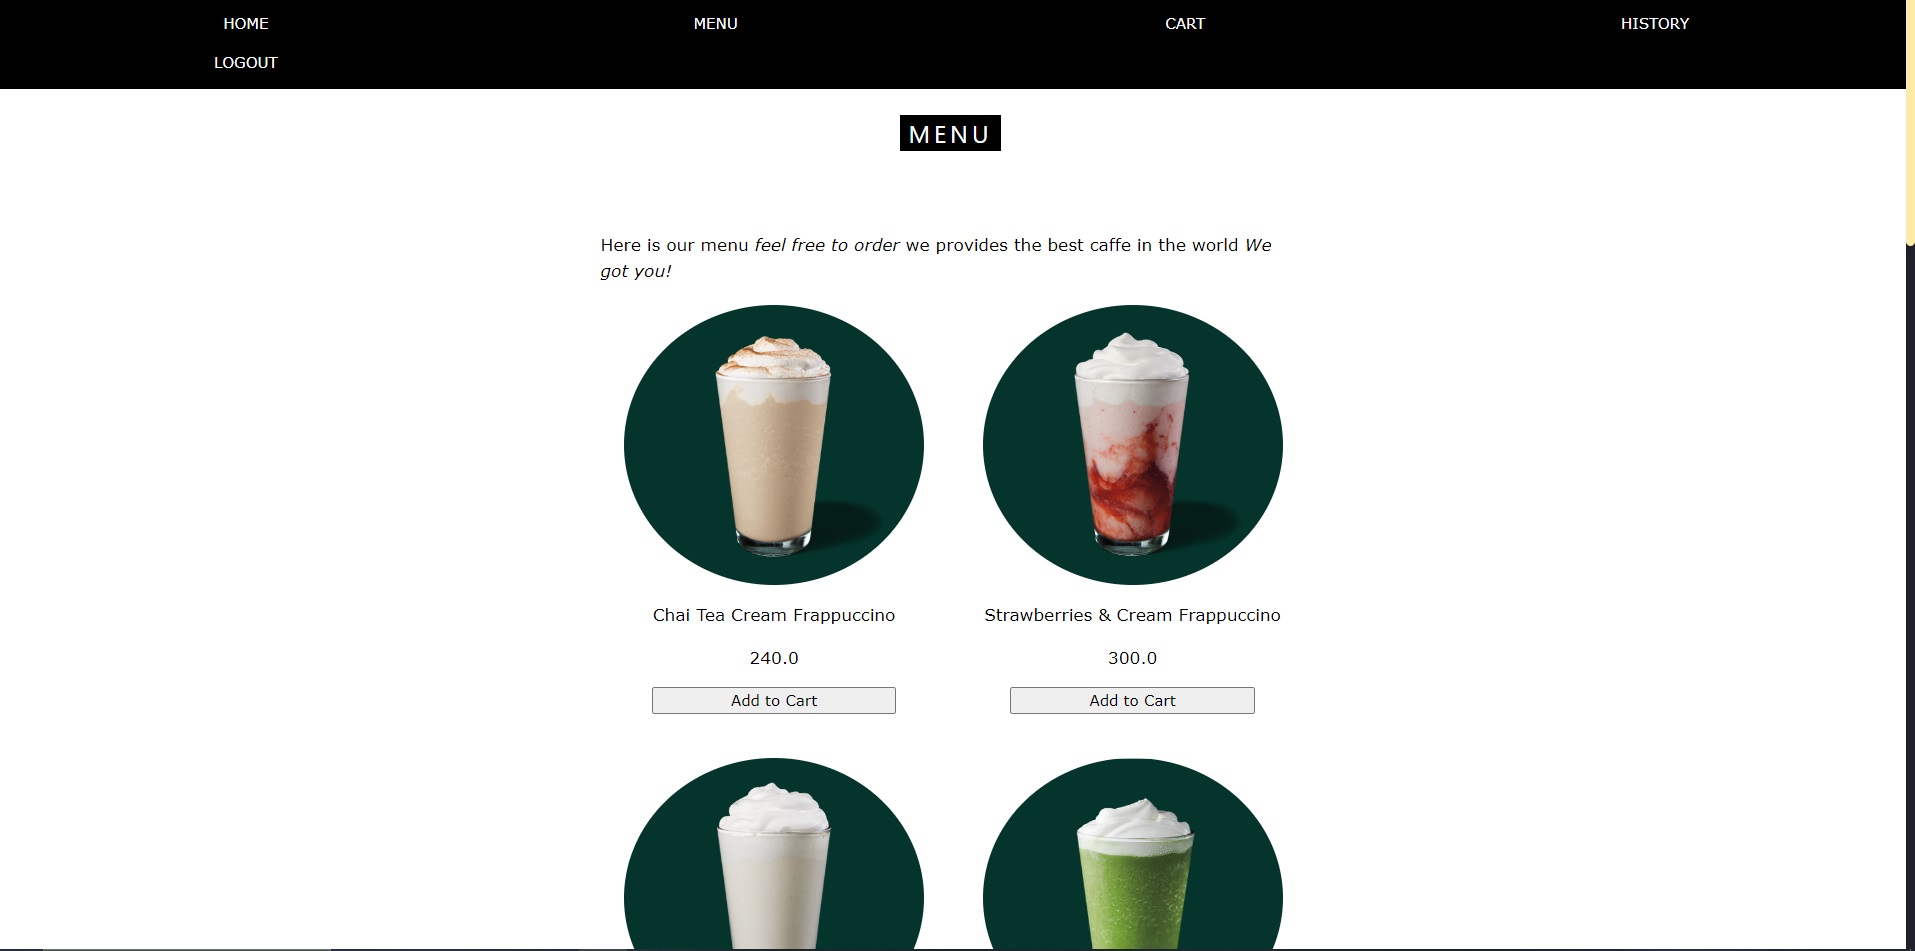 HOME MENU CART HISTORY
LOGOUT
MENU
Here is our menu feel free to order we provides the best caffe in the world We
got you!
Chai Tea Cream Frappuccino
240.0
Add to Cart
Strawberries & Cream Frappuccino
300.0
Add to Cart